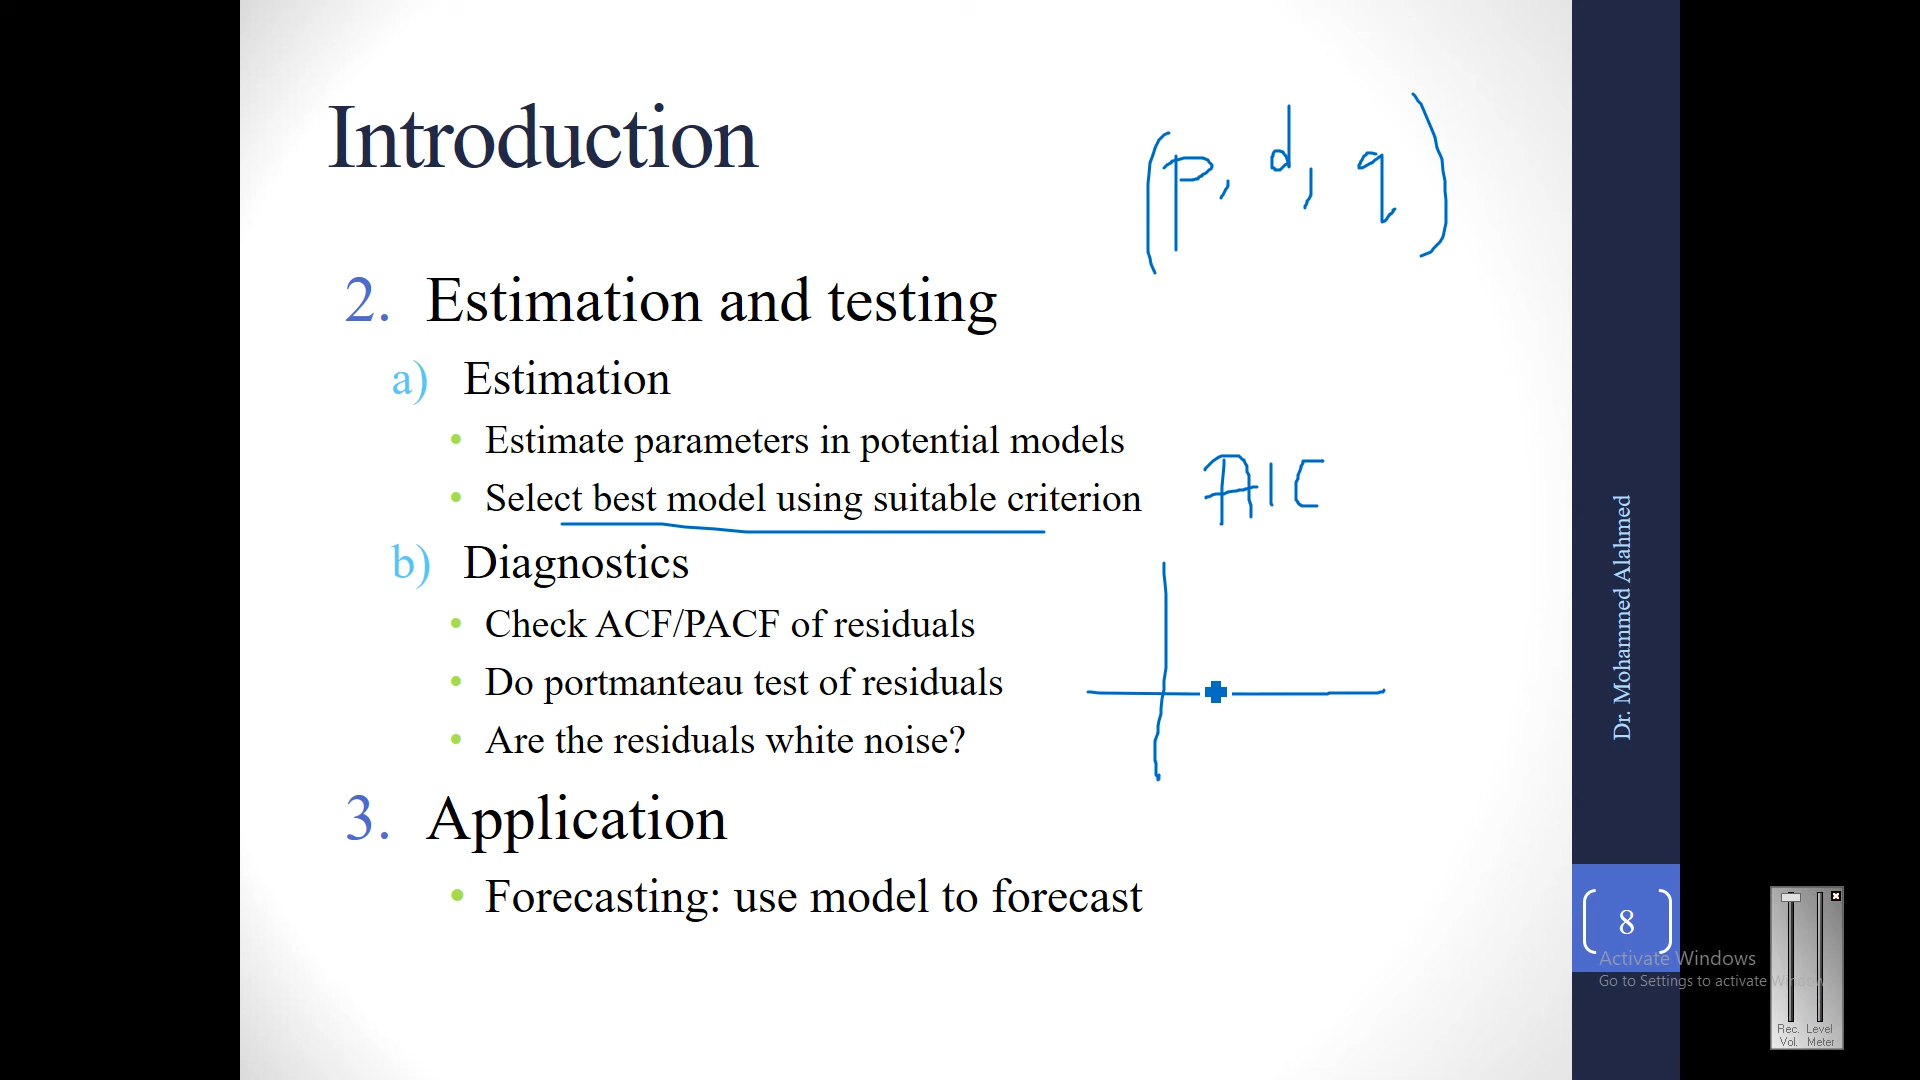 Introduction
(p, d, q)
2. Estimation and testing
a) Estimation
• Estimate parameters in potential models
• Select best model using suitable criterion
AIC
b) Diagnostics
• Check ACF/PACF of residuals
• Do portmanteau test of residuals
• Are the residuals white noise?
3. Application
• Forecasting: use model to forecast
Dr. Mohammed Alahmed
8
Activate Windows
Go to Settings to activate Windows
Rec. Level
Vol. Meter